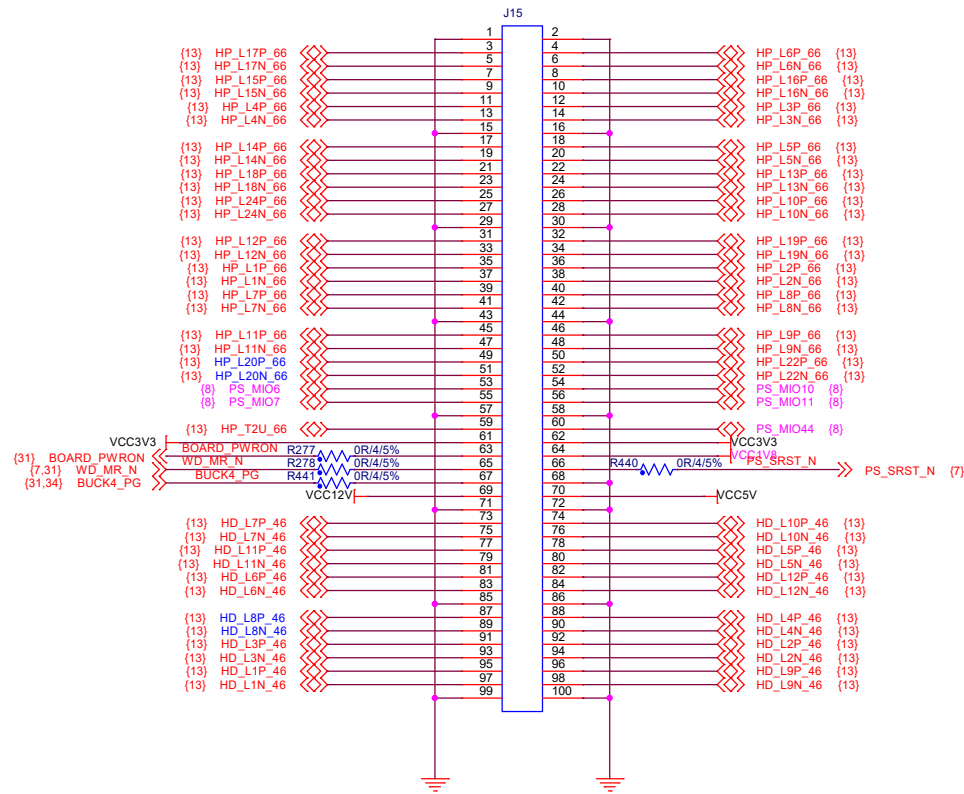 J15
1 2
{13} HP_L17P_66 3 4 HP_L6P_66 {13}
{13} HP_L17N_66 5 6 HP_L6N_66 {13}
{13} HP_L15P_66 7 8 HP_L16P_66 {13}
{13} HP_L15N_66 9 10 HP_L16N_66 {13}
{13} HP_L4P_66 11 12 HP_L3P_66 {13}
{13} HP_L4N_66 13 14 HP_L3N_66 {13}
15 16
{13} HP_L14P_66 17 18 HP_L5P_66 {13}
{13} HP_L14N_66 19 20 HP_L5N_66 {13}
{13} HP_L18P_66 21 22 HP_L13P_66 {13}
{13} HP_L18N_66 23 24 HP_L13N_66 {13}
{13} HP_L24P_66 25 26 HP_L10P_66 {13}
{13} HP_L24N_66 27 28 HP_L10N_66 {13}
29 30
{13} HP_L12P_66 31 32 HP_L19P_66 {13}
{13} HP_L12N_66 33 34 HP_L19N_66 {13}
{13} HP_L1P_66 35 36 HP_L2P_66 {13}
{13} HP_L1N_66 37 38 HP_L2N_66 {13}
{13} HP_L7P_66 39 40 HP_L8P_66 {13}
{13} HP_L7N_66 41 42 HP_L8N_66 {13}
43 44
{13} HP_L11P_66 45 46 HP_L9P_66 {13}
{13} HP_L11N_66 47 48 HP_L9N_66 {13}
{13} HP_L20P_66 49 50 HP_L22P_66 {13}
{13} HP_L20N_66 51 52 HP_L22N_66 {13}
{8} PS_MIO6 53 54 PS_MIO10 {8}
{8} PS_MIO7 55 56 PS_MIO11 {8}
57 58
{13} HP_T2U_66 59 60 PS_MIO44 {8}
VCC3V3 61 62 VCC3V3
{31} BOARD_PWRON BOARD_PWRON R277 0R/4/5% 63 64 VCC1V8
{7,31} WD_MR_N WD_MR_N R278 0R/4/5% 65 66 R440 0R/4/5% PS_SRST_N PS_SRST_N {7}
{31,34} BUCK4_PG BUCK4_PG R441 0R/4/5% 67 68
VCC12V 69 70 VCC5V
71 72
{13} HD_L7P_46 73 74 HD_L10P_46 {13}
{13} HD_L7N_46 75 76 HD_L10N_46 {13}
{13} HD_L11P_46 77 78 HD_L5P_46 {13}
{13} HD_L11N_46 79 80 HD_L5N_46 {13}
{13} HD_L6P_46 81 82 HD_L12P_46 {13}
{13} HD_L6N_46 83 84 HD_L12N_46 {13}
85 86
{13} HD_L8P_46 87 88 HD_L4P_46 {13}
{13} HD_L8N_46 89 90 HD_L4N_46 {13}
{13} HD_L3P_46 91 92 HD_L2P_46 {13}
{13} HD_L3N_46 93 94 HD_L2N_46 {13}
{13} HD_L1P_46 95 96 HD_L9P_46 {13}
{13} HD_L1N_46 97 98 HD_L9N_46 {13}
99 100